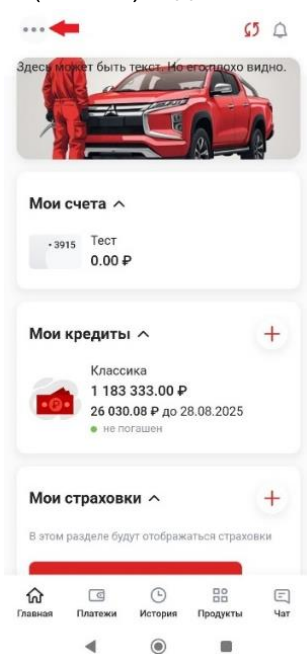 Здесь может быть текст. Но его плохо видно.
Мои счета
• 3915
Тест
0.00 ₽
Мои кредиты
Классика
1 183 333.00 ₽
26 030.08 ₽ до 28.08.2025
не погашен
Мои страховки
В этом разделе будут отображаться страховки
Главная Платежи История Продукты Чат